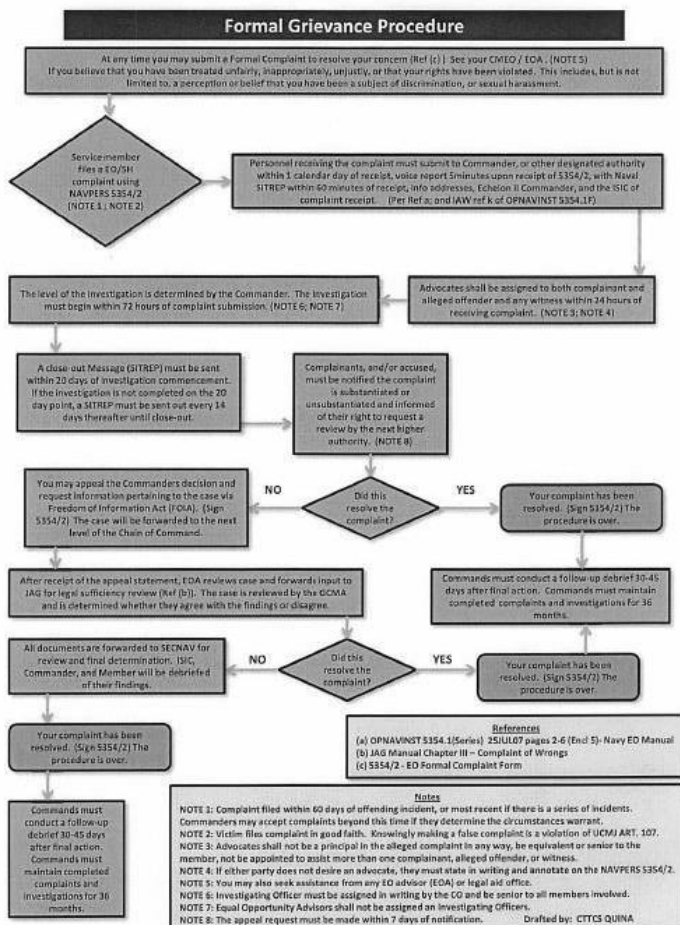 Formal Grievance Procedure
At any time you may submit a Formal Complaint to resolve your concern (Ref (c) | See your CMEO / EOA . (NOTE 5)
If you believe that you have been treated unfairly, inappropriately, unjustly, or that your rights have been violated. This includes, but is not
limited to, a perception or belief that you have been a subject of discrimination, or sexual harassment.
Service member
files a EO/SH
complaint using
NAVPERS 5354/2
(NOTE 1 ; NOTE 2)
Personnel receiving the complaint must submit to Commander, or other designated authority
within 1 calendar day of receipt, voice report 5minutes upon receipt of 5354/2, with Naval
SITREP within 60 minutes of receipt, info addresses, Echelon II Commander, and the ISIC of
complaint receipt. (Per Ref a; and IAW ref k of OPNAVINST 5354.1F)
The level of the investigation is determined by the Commander. The investigation
must begin within 72 hours of complaint submission. (NOTE 6; NOTE 7)
Advocates shall be assigned to both complainant and
alleged offender and any witness within 24 hours of
receiving complaint. (NOTE 3; NOTE 4)
A close-out Message (SITREP) must be sent
within 20 days of investigation commencement.
If the investigation is not completed on the 20
day point, a SITREP must be sent out every 14
days thereafter until close-out.
Complainants, and/or accused,
must be notified the complaint
is substantiated or
unsubstantiated and informed
of their right to request a
review by the next higher
authority. (NOTE 8)
You may appeal the Commanders decision and
request information pertaining to the case via
Freedom of Information Act (FOIA). (Sign
5354/2) The case will be forwarded to the next
level of the Chain of Command.
NO
Did this
resolve the
complaint?
YES
Your complaint has been
resolved. (Sign 5354/2) The
procedure is over.
After receipt of the appeal statement, EOA reviews case and forwards input to
JAG for legal sufficiency review (Ref (b)). The case is reviewed by the GCMA
and is determined whether they agree with the findings or disagree.
Commands must conduct a follow-up debrief 30-45
days after final action. Commands must maintain
completed complaints and investigations for 36
months.
All documents are forwarded to SECNAV for
review and final determination. ISIC,
Commander, and Member will be debriefed
of their findings.
NO
Did this
resolve the
complaint?
YES
Your complaint has been
resolved. (Sign 5354/2) The
procedure is over.
Your complaint has been
resolved. (Sign 5354/2) The
procedure is over.
Commands must
conduct a follow-up
debrief 30-45 days
after final action.
Commands must
maintain completed
complaints and
investigations for 36
months.
References
(a) OPNAVINST 5354.1(Series) 25JUL07 pages 2-6 (Encl 5)- Navy EO Manual
(b) JAG Manual Chapter III – Complaint of Wrongs
(c) 5354/2 - EO Formal Complaint Form
Notes
NOTE 1: Complaint filed within 60 days of offending incident, or most recent if there is a series of incidents.
Commanders may accept complaints beyond this time if they determine the circumstances warrant.
NOTE 2: Victim files complaint in good faith. Knowingly making a false complaint is a violation of UCMJ ART. 107.
NOTE 3: Advocates shall not be a principal in the alleged complaint in any way, be equivalent or senior to the
member, not be appointed to assist more than one complainant, alleged offender, or witness.
NOTE 4: If either party does not desire an advocate, they must state in writing and annotate on the NAVPERS 5354/2.
NOTE 5: You may also seek assistance from any EO advisor (EOA) or legal aid office.
NOTE 6: Investigating Officer must be assigned in writing by the CO and be senior to all members involved.
NOTE 7: Equal Opportunity Advisors shall not be assigned an Investigating Officers.
NOTE 8: The appeal request must be made within 7 days of notification. Drafted by: CTTCS QUINA